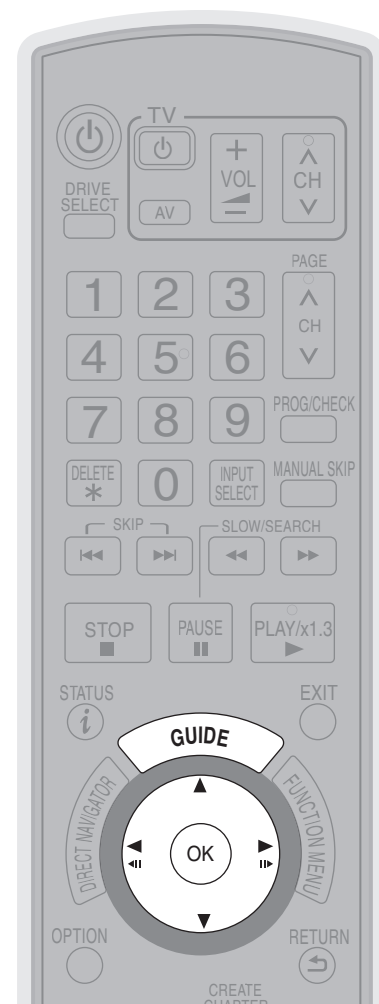 TV
DRIVE
SELECT
AV
+
VOL
−
CH
PAGE
CH
1 2 3
4 5 6
7 8 9
PROG/CHECK
DELETE
* 0
INPUT
SELECT
MANUAL SKIP
SKIP
SLOW/SEARCH
STOP
PAUSE
PLAY/x1.3
STATUS
i
EXIT
GUIDE
DIRECT NAVIGATOR
FUNCTION MENU
OK
OPTION
RETURN
CREATE
CHAPTER